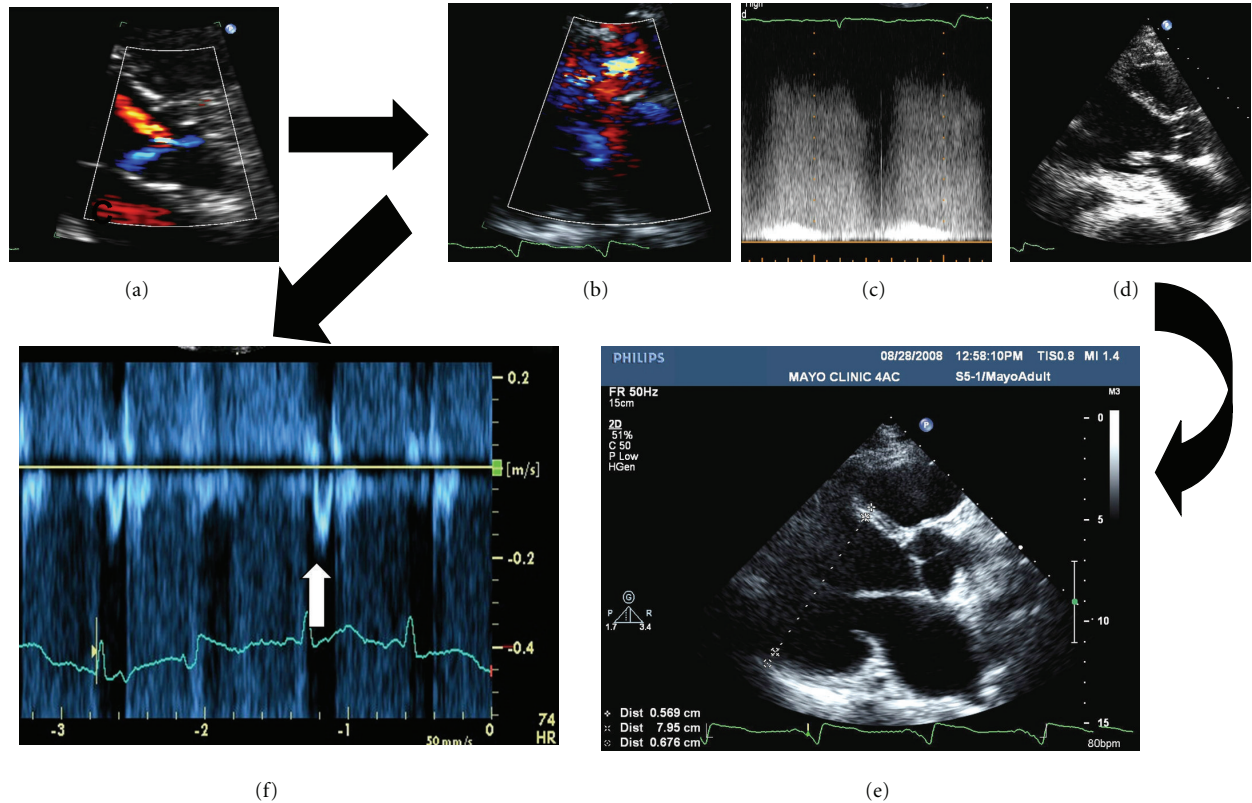 High
d
(a)
(b)
(c)
(d)
0.2
[m/s]
-0.2
-0.4
-3
-2
-1
0
50 mm/s
74
HR
(f)
PHILIPS
08/28/2008 12:58:10PM TIS0.8 MI 1.4
MAYO CLINIC 4AC S5-1/MayoAdult
FR 50Hz
15cm
2D
51%
C 50
P Low
HGen
M3
P
0
5
10
15
G
P R
1.7 3.4
Dist 0.569 cm
Dist 7.95 cm
Dist 0.676 cm
80bpm
(e)